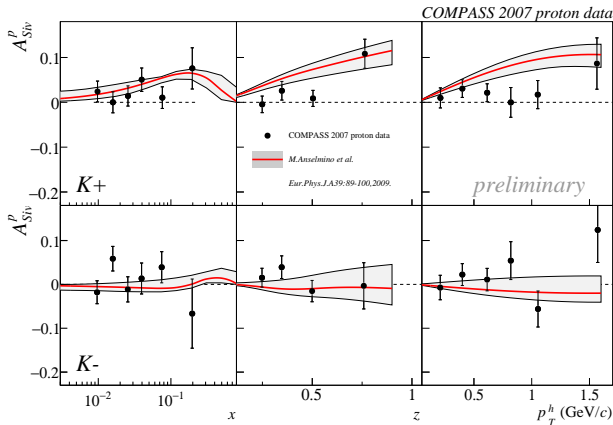 COMPASS 2007 proton data
A^p_Siv
0.1
0
−0.1
−0.2
K+
COMPASS 2007 proton data
M.Anselmino et al.
Eur.Phys.J.A39:89-100,2009.
preliminary
A^p_Siv
0.1
0
−0.1
−0.2
K-
10^−2 10^−1 0.5 1 0.5 1 1.5
x z p^h_T (GeV/c)